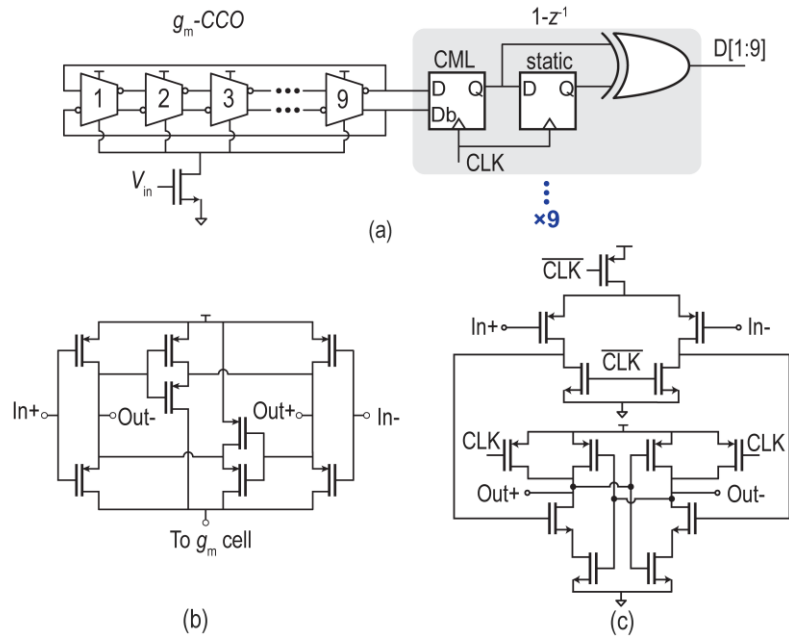 gm-CCO
1-z-1
1
2
3
9
CML
static
D[1:9]
D
Q
D
Q
Db
CLK
Vin
×9
(a)
CLK
In+
In-
CLK
In+
Out-
Out+
In-
CLK
CLK
Out+
Out-
To gm cell
(b)
(c)